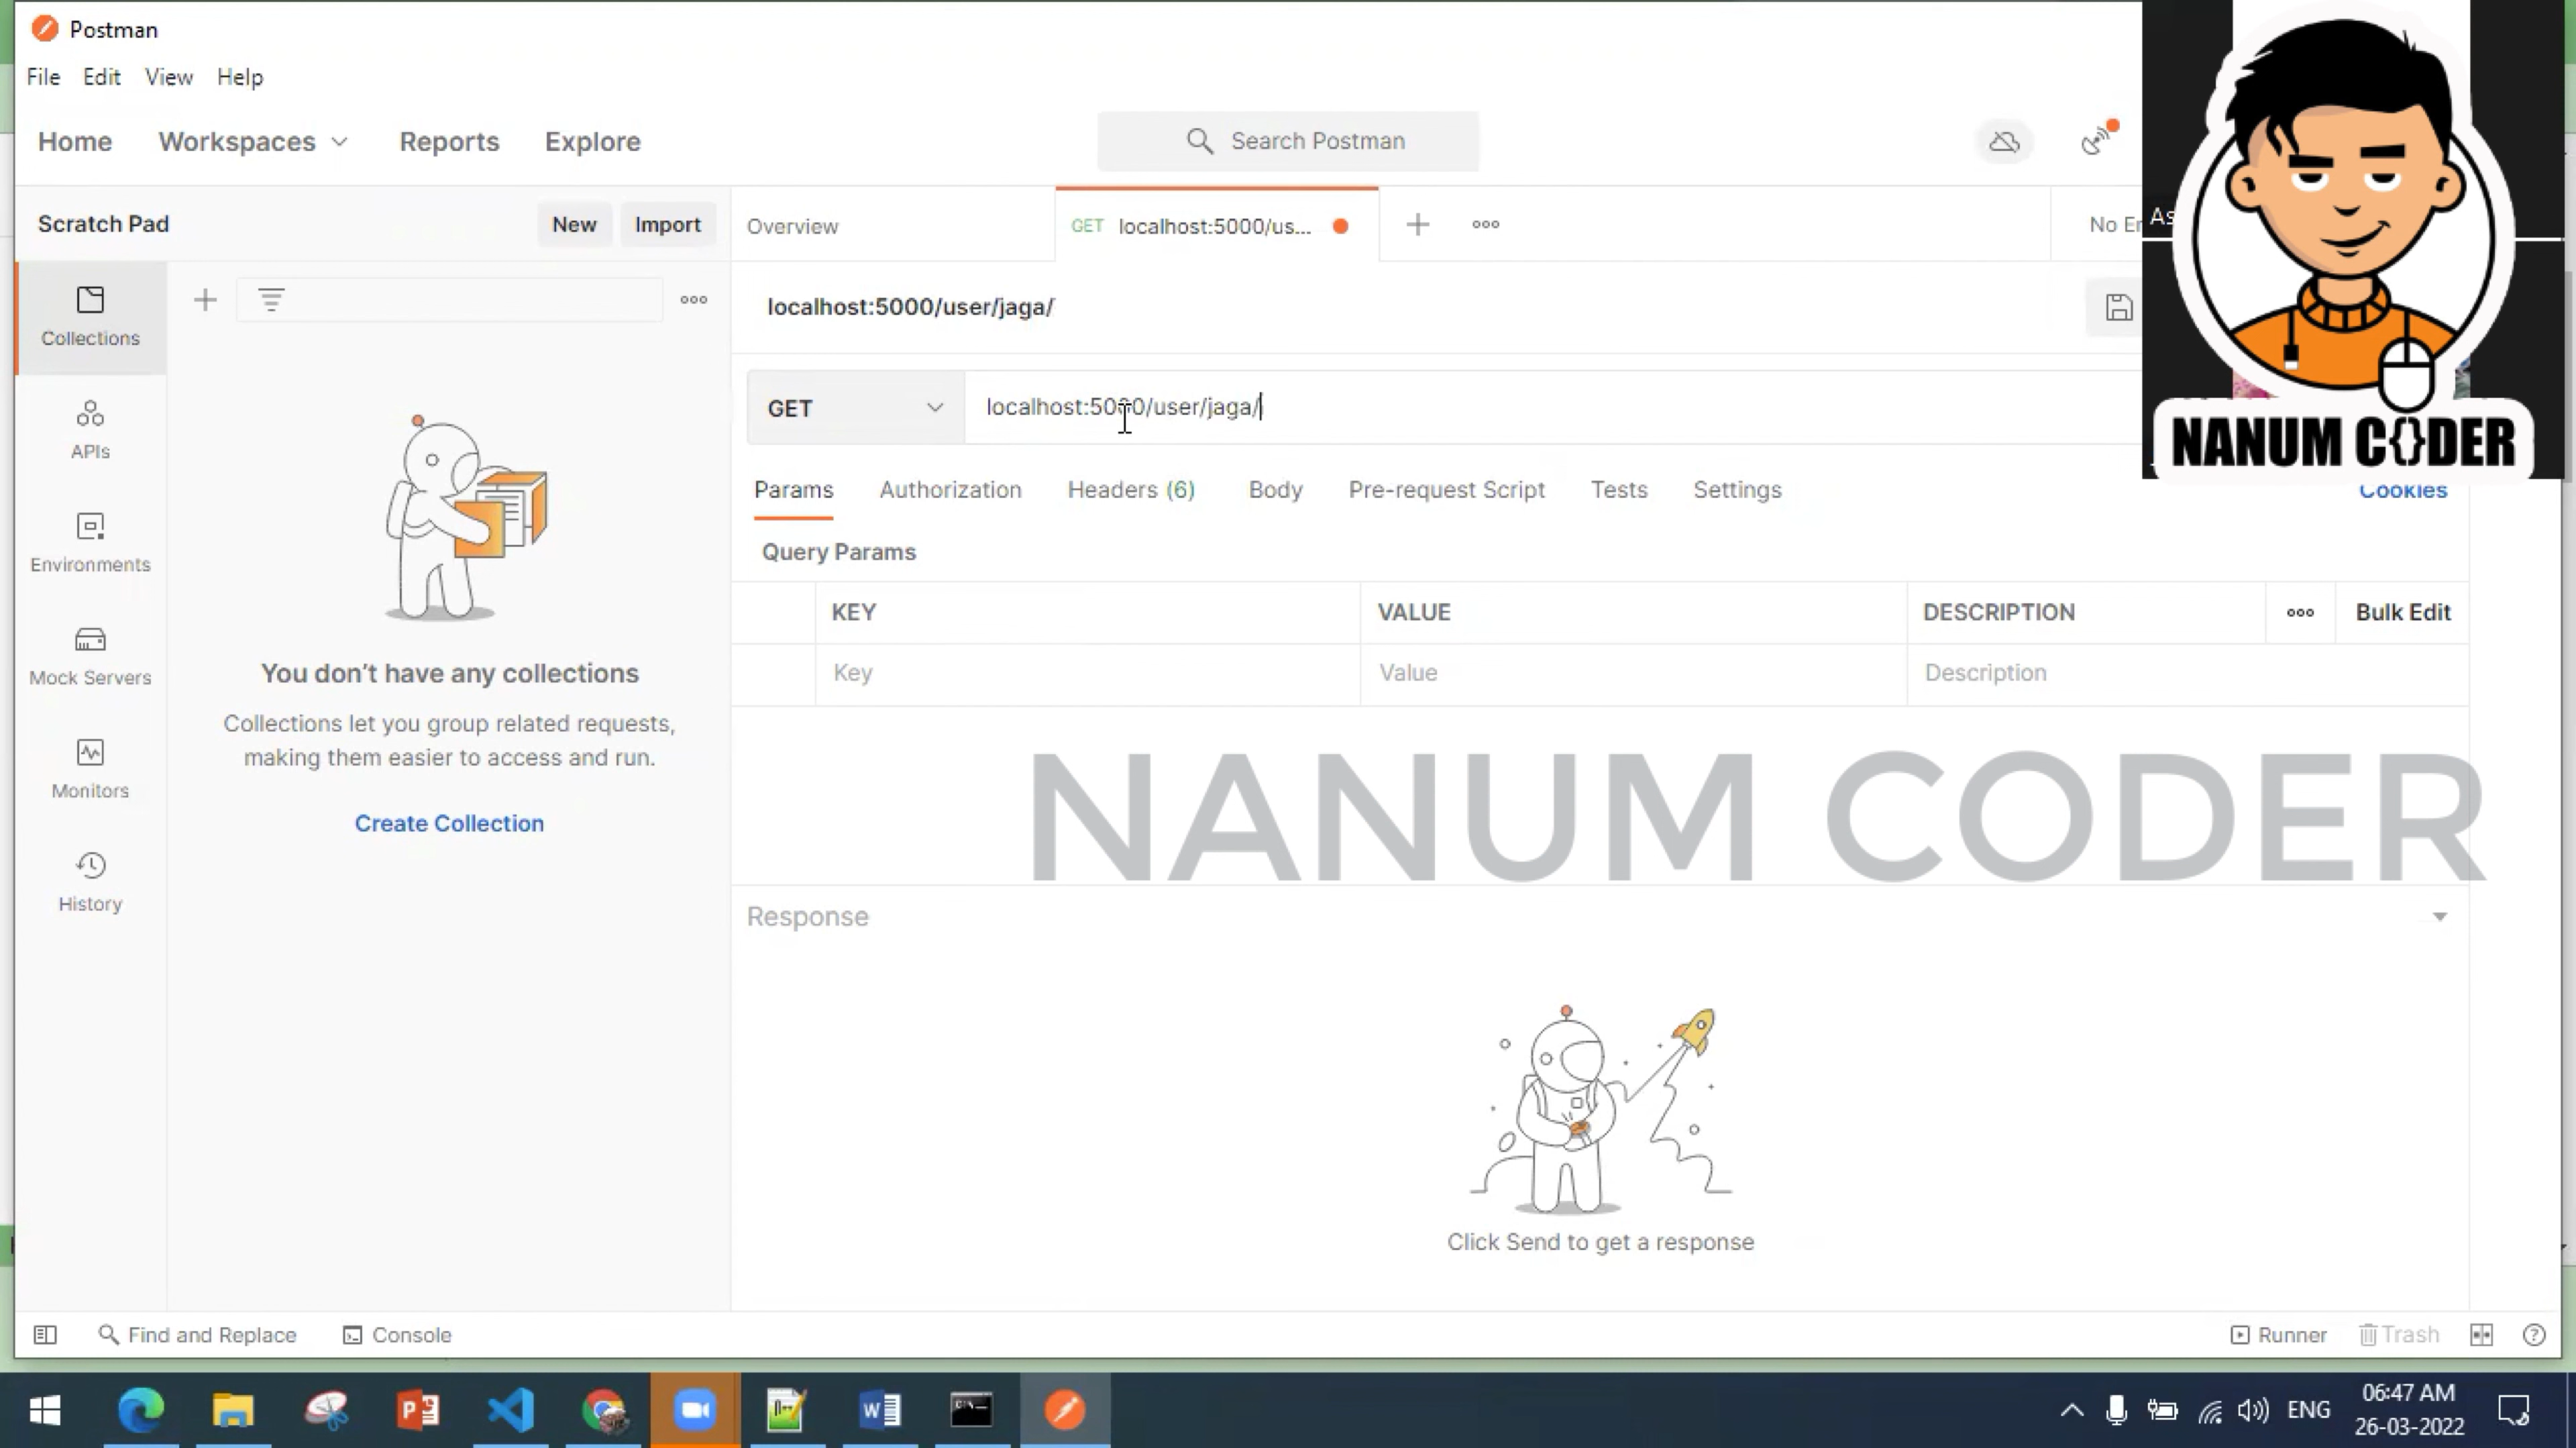 Postman
File Edit View Help
Home Workspaces Reports Explore Search Postman
Scratch Pad New Import Overview GET localhost:5000/us... No En As
Collections
localhost:5000/user/jaga/
GET localhost:5000/user/jaga/
NANUM C{}DER
APIs
Params Authorization Headers (6) Body Pre-request Script Tests Settings Cookies
Environments
Query Params
KEY VALUE DESCRIPTION Bulk Edit
Key Value Description
Mock Servers
You don't have any collections
Collections let you group related requests,
making them easier to access and run.
Create Collection
Monitors
History
NANUM CODER
Response
Click Send to get a response
Find and Replace Console Runner Trash
ENG 06:47 AM
26-03-2022